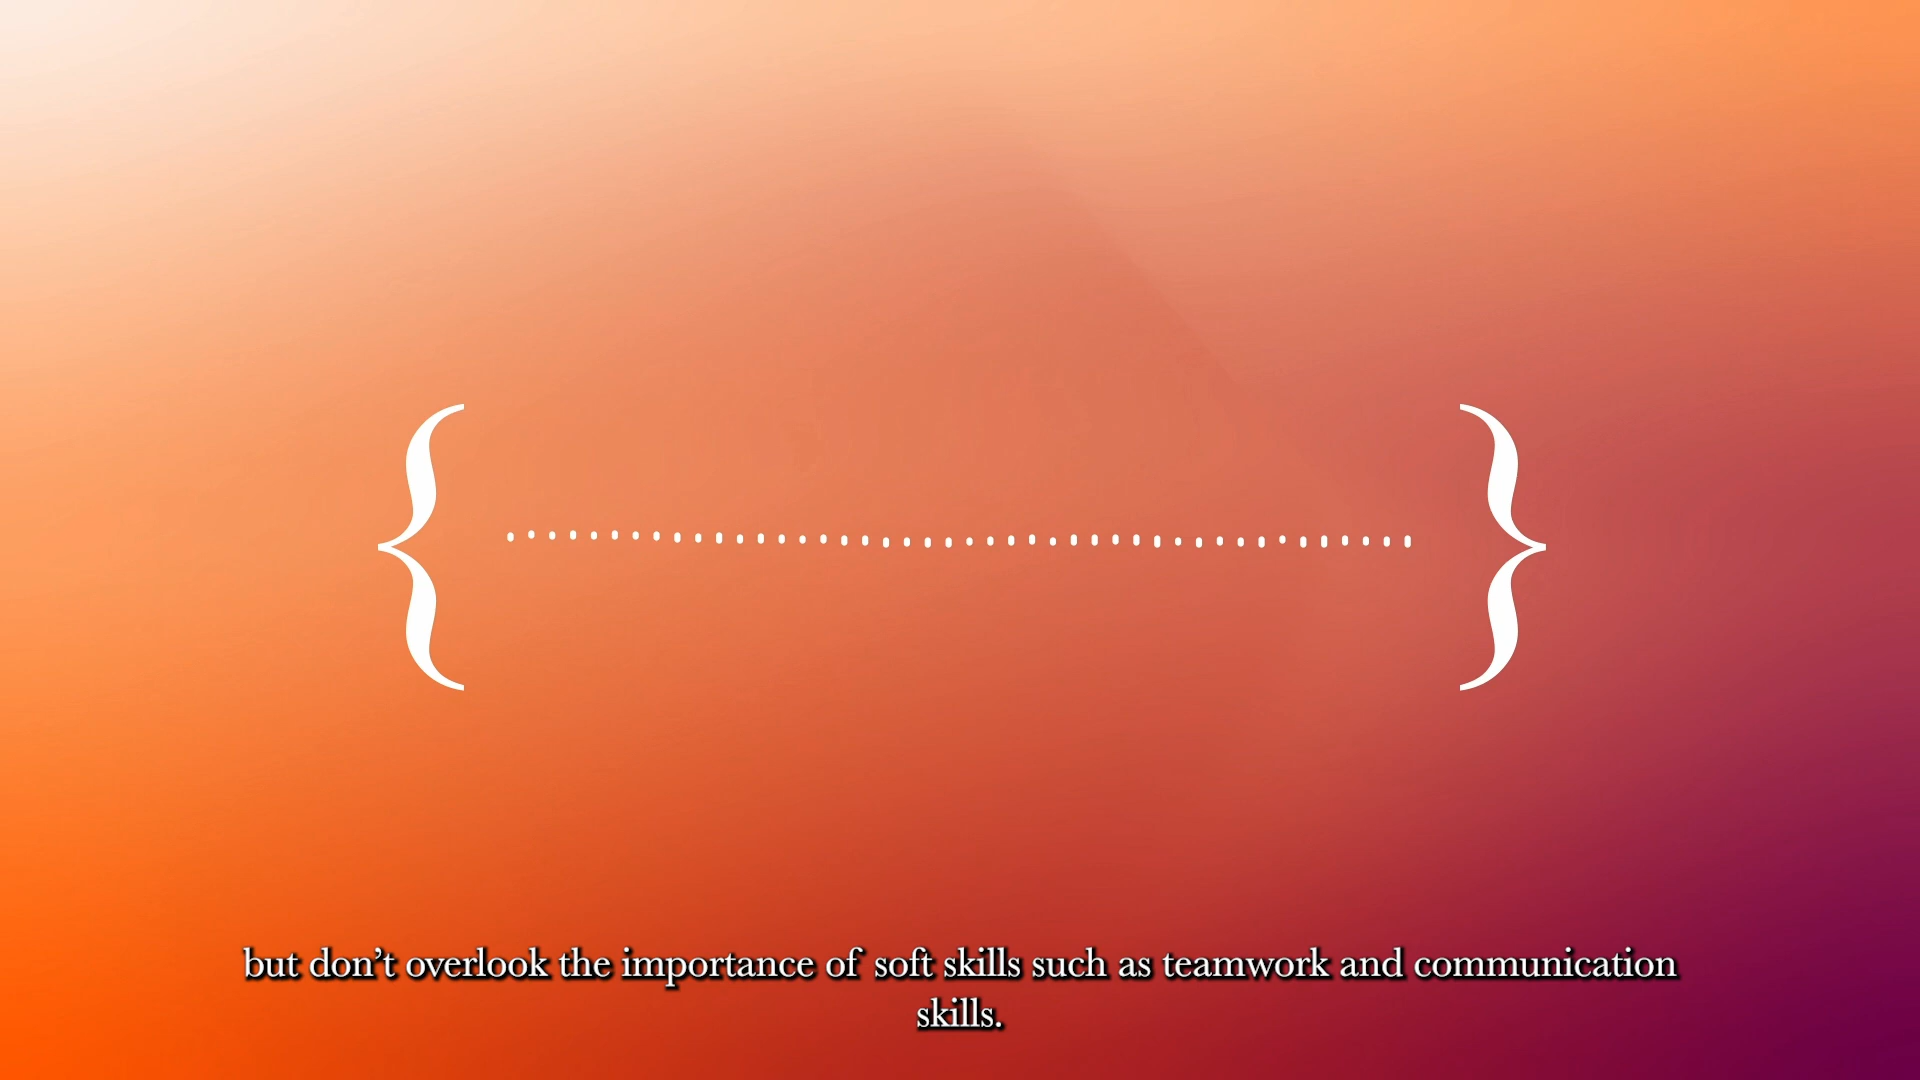 { }
but don’t overlook the importance of soft skills such as teamwork and communication
skills.